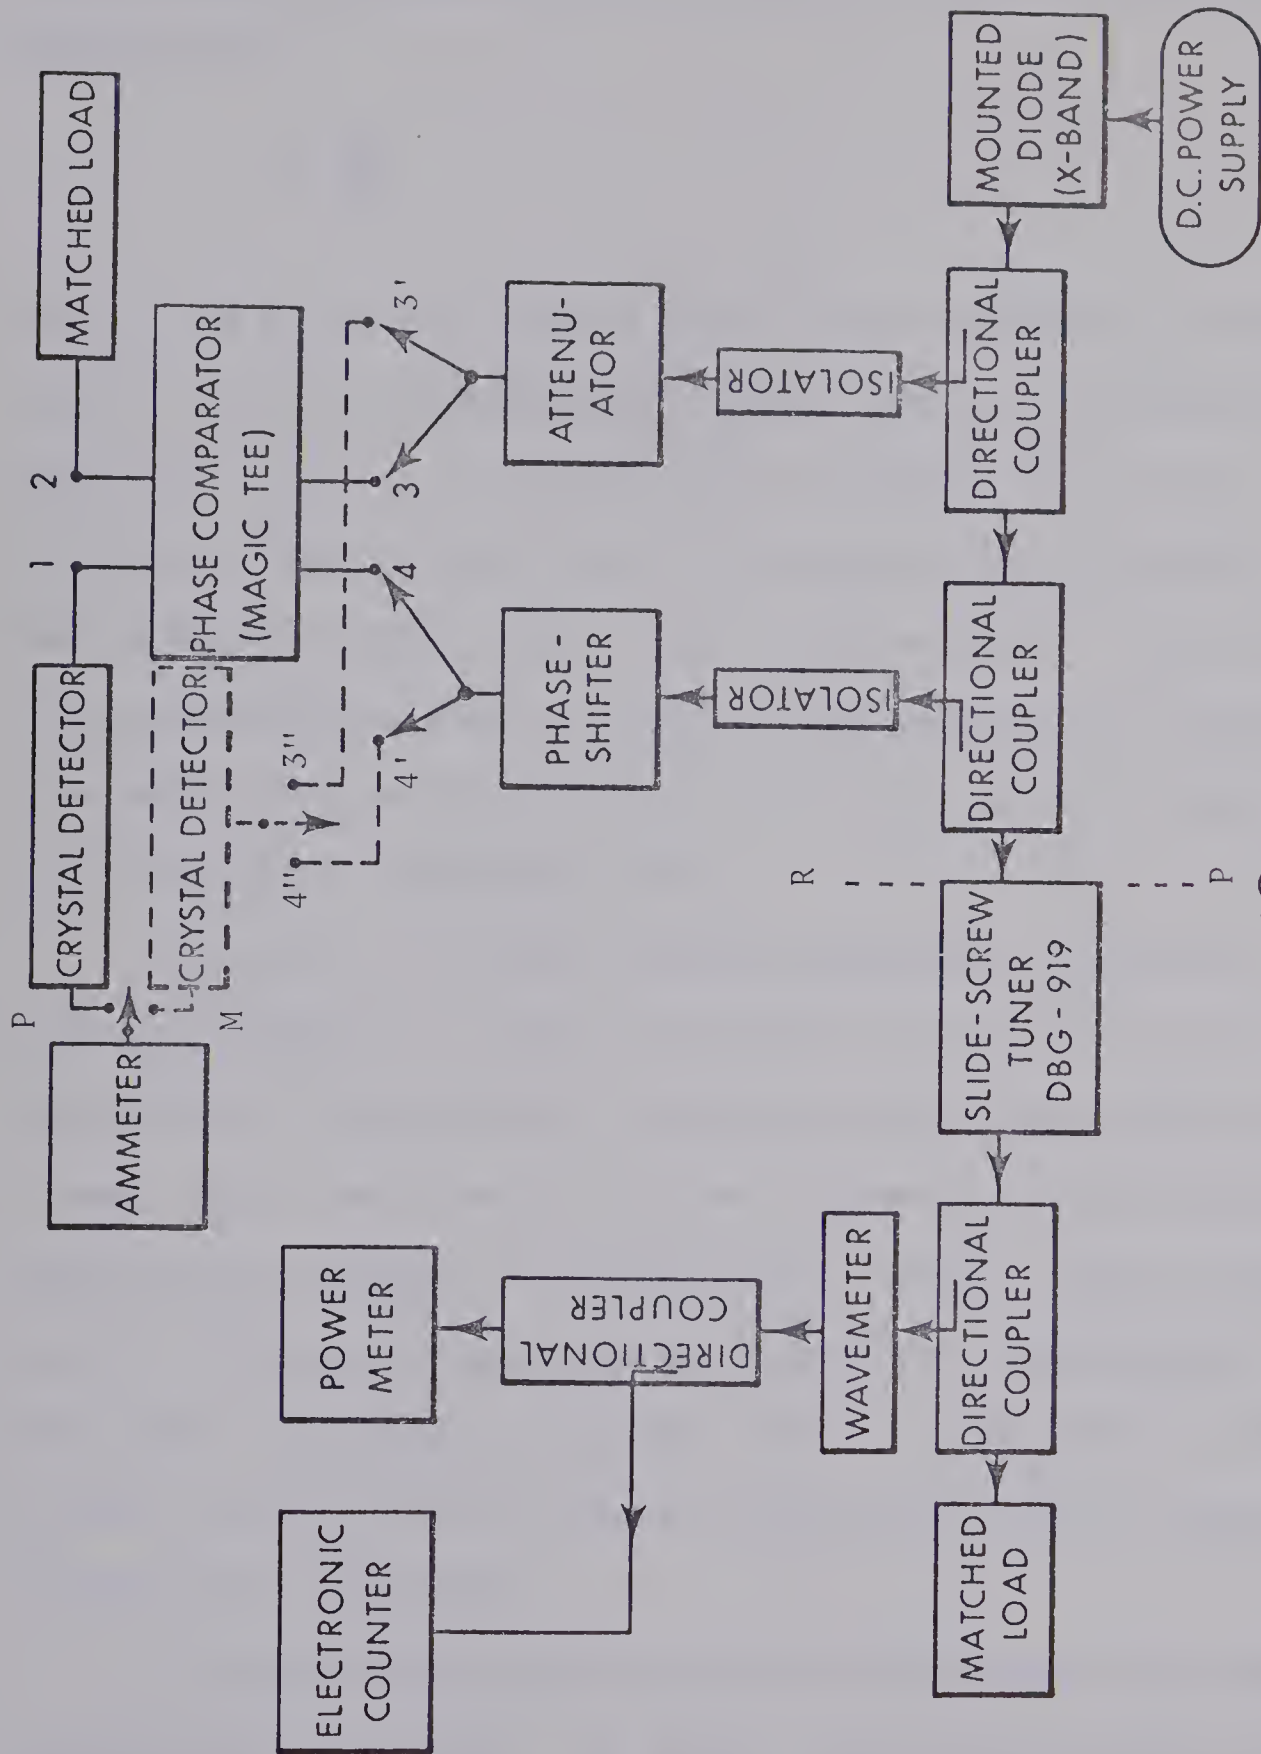 P
AMMETER
M
CRYSTAL DETECTOR
CRYSTAL DETECTOR
1
2
MATCHED LOAD
PHASE COMPARATOR
(MAGIC TEE)
4"
3"
4'
4
3
3'
ELECTRONIC
COUNTER
POWER
METER
DIRECTIONAL
COUPLER
WAVEMETER
PHASE-
SHIFTER
ATTENU-
ATOR
ISOLATOR
ISOLATOR
R
MATCHED
LOAD
DIRECTIONAL
COUPLER
SLIDE-SCREW
TUNER
DBG-919
DIRECTIONAL
COUPLER
DIRECTIONAL
COUPLER
MOUNTED
DIODE
(X-BAND)
P
D.C. POWER
SUPPLY